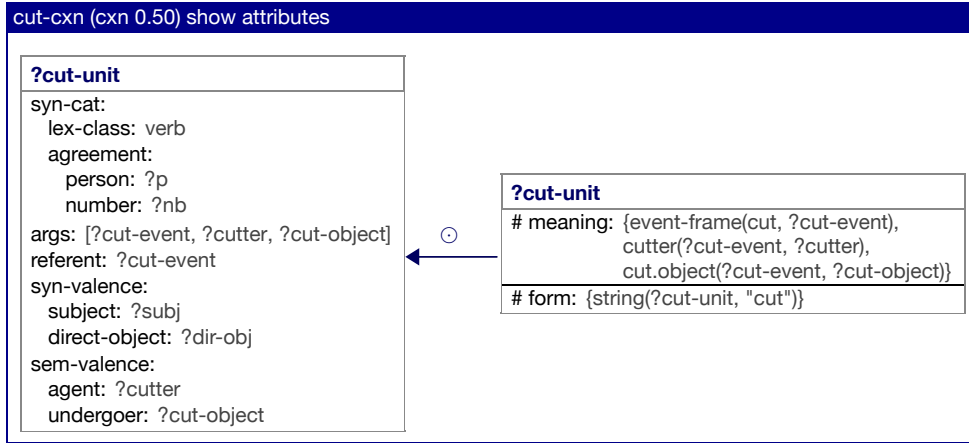 cut-cxn (cxn 0.50) show attributes
?cut-unit
syn-cat:
lex-class: verb
agreement:
person: ?p
number: ?nb
args: [?cut-event, ?cutter, ?cut-object]
referent: ?cut-event
syn-valence:
subject: ?subj
direct-object: ?dir-obj
sem-valence:
agent: ?cutter
undergoer: ?cut-object
⊙
?cut-unit
# meaning: {event-frame(cut, ?cut-event),
cutter(?cut-event, ?cutter),
cut.object(?cut-event, ?cut-object)}
# form: {string(?cut-unit, "cut")}